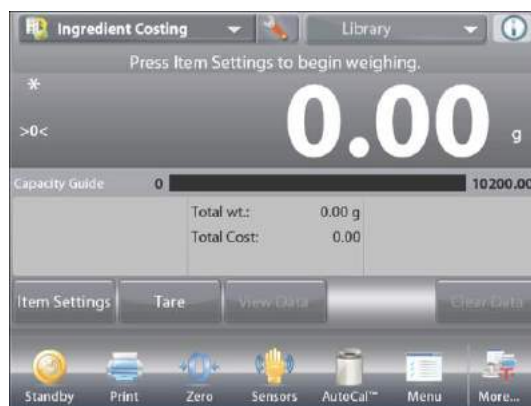 Ingredient Costing Library
Press Item Settings to begin weighing.
*
>0< 0.00 g
Capacity Guide 0 10200.00
Total wt.: 0.00 g
Total Cost: 0.00
Item Settings Tare View Data Clear Data
Standby Print Zero Sensors AutoCal™ Menu More...